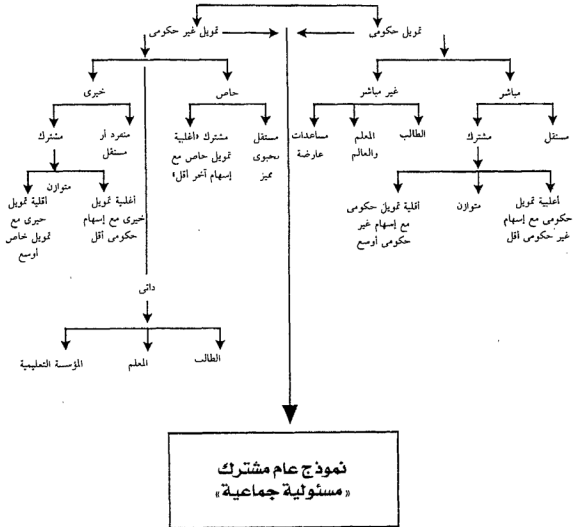 تمويل حكومى
تمويل غير حكومى
مباشر
غير مباشر
خاص
خيرى
مستقل
مشترك
الطالب
المعلم
والعالم
مساعدات
عارضة
مستقل
نحبوى
مميز
مشترك «أغلبية
تمويل خاص مع
إسهام آخر أقل»
منفرد أر
مستقل
مشترك
أغلبية تمويل
حكومى مع إسهام
غير حكومى أقل
متوازن
أقلية تمويل حكومى
مع إسهام غير
حكومى أوسع
أغلبية تمويل
خيرى مع إسهام
حكومى أقل
متوازن
أقلية تمويل
خيرى مع
تمويل خاص
أوسع
داتى
الطالب
المعلم
المؤسسة التعليمية
نموذج عام مشترك
«مسئولية جماعية»